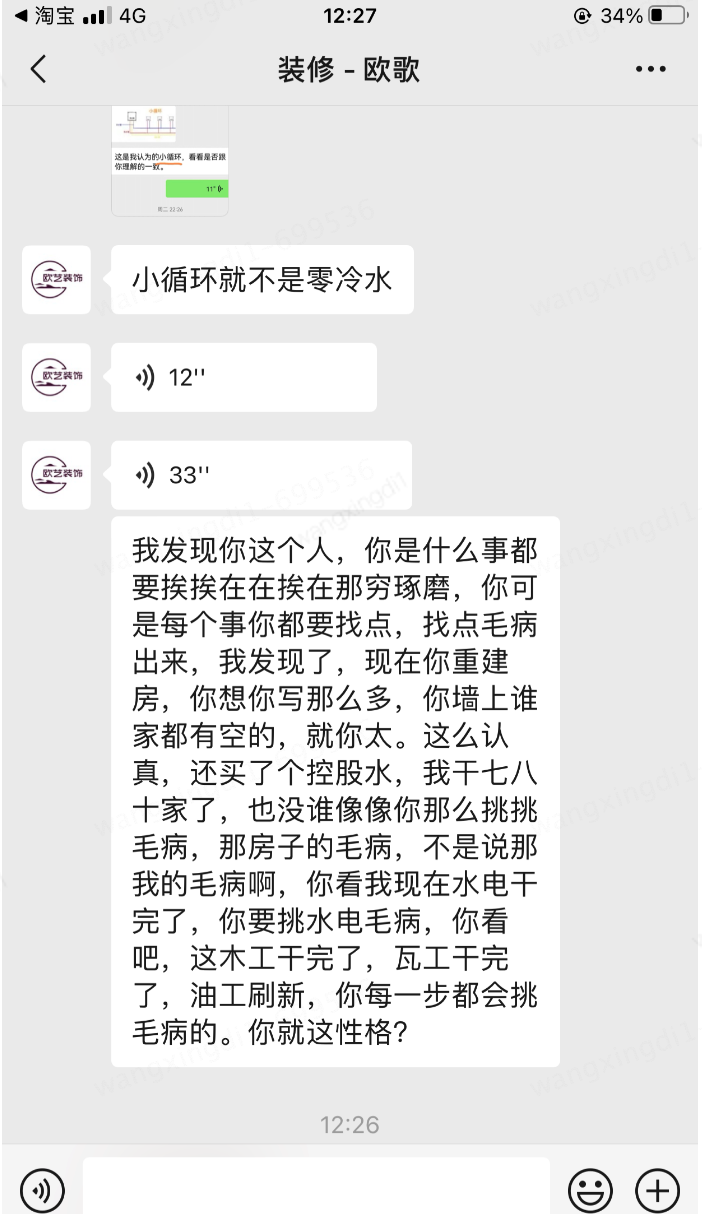 淘宝 4G 12:27 34%
装修 - 欧歌
小循环
这是我认为的小循环，看看是否跟
你理解的一致。
11"
周二 22:26
欧艺装饰
小循环就不是零冷水
欧艺装饰
12''
欧艺装饰
33''
我发现你这个人，你是什么事都
要挨挨在在挨在那穷琢磨，你可
是每个事你都要找点，找点毛病
出来，我发现了，现在你重建
房，你想你写那么多，你墙上谁
家都有空的，就你太。这么认
真，还买了个控股水，我干七八
十家了，也没谁像像你那么挑挑
毛病，那房子的毛病，不是说那
我的毛病啊，你看我现在水电干
完了，你要挑水电毛病，你看
吧，这木工干完了，瓦工干完
了，油工刷新，你每一步都会挑
毛病的。你就这性格?
12:26
wangxingdi1-699536